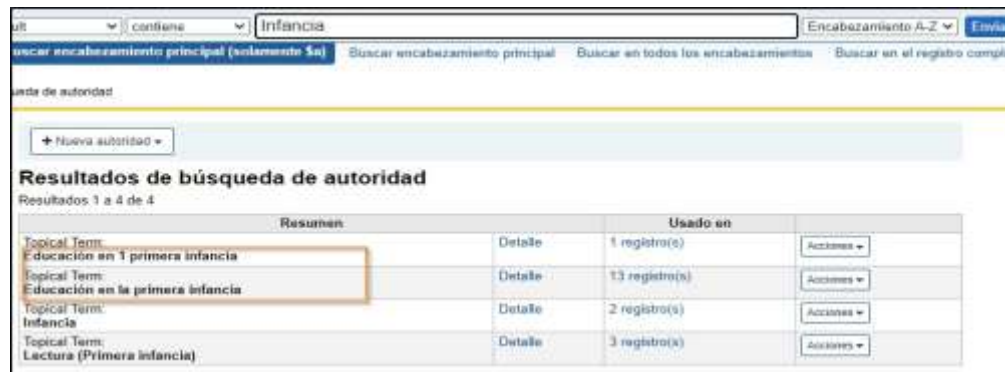 ult contiene Infancia Encabezamiento A-Z Enviar
uscar encabezamiento principal (solamente $a) Buscar encabezamiento principal Buscar en todos los encabezamientos Buscar en el registro compl
ueda de autoridad
+ Nueva autoridad
Resultados de búsqueda de autoridad
Resultados 1 a 4 de 4
Resumen Usado en
Topical Term: Detalle 1 registro(s) Acciones
Educación en 1 primera infancia
Topical Term: Detalle 13 registro(s) Acciones
Educación en la primera infancia
Topical Term: Detalle 2 registro(s) Acciones
Infancia
Topical Term: Detalle 3 registro(s) Acciones
Lectura (Primera infancia)